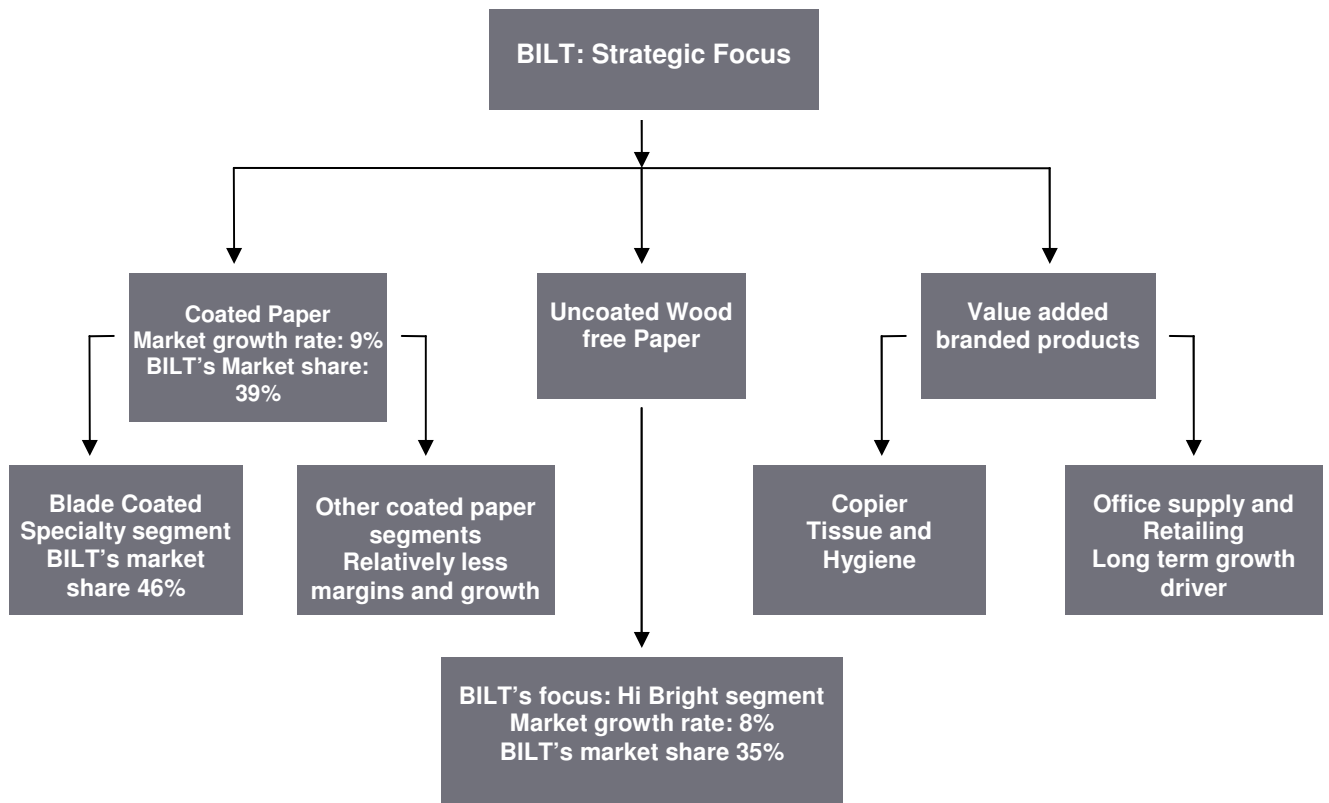 BILT: Strategic Focus
Coated Paper
Market growth rate: 9%
BILT’s Market share:
39%
Uncoated Wood
free Paper
Value added
branded products
Blade Coated
Specialty segment
BILT’s market
share 46%
Other coated paper
segments
Relatively less
margins and growth
Copier
Tissue and
Hygiene
Office supply and
Retailing
Long term growth
driver
BILT’s focus: Hi Bright segment
Market growth rate: 8%
BILT’s market share 35%